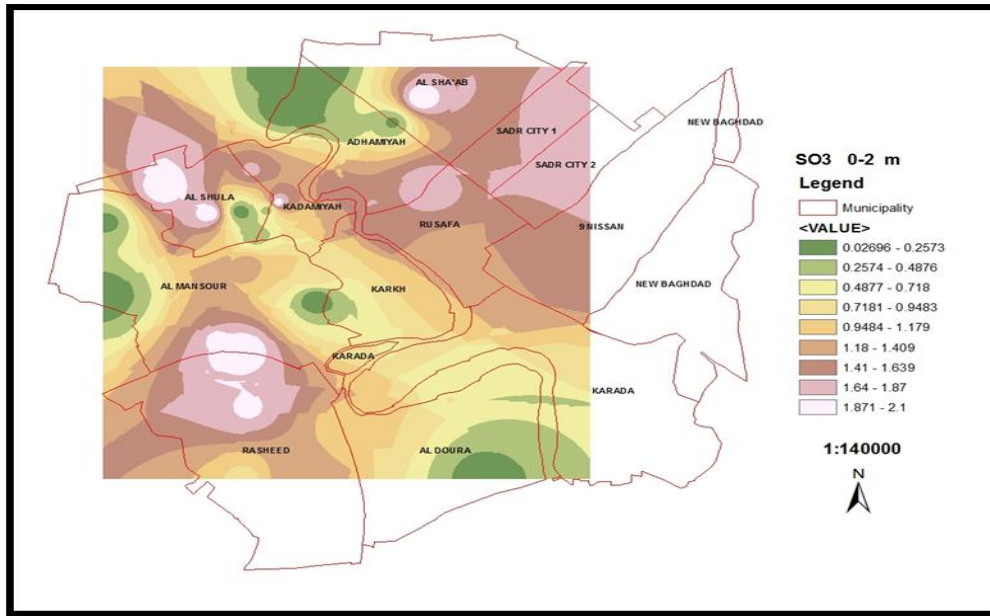 AL SHA'AB
NEW BAGHDAD
SADR CITY 1
ADHAMIYAH
SADR CITY 2
AL SHULA
KADAMIYAH
RUSAFA
9 NISSAN
AL MANSOUR
KARKH
NEW BAGHDAD
KARADA
KARADA
RASHEED
AL DOURA
SO3 0-2 m
Legend
Municipality
<VALUE>
0.02696 - 0.2573
0.2574 - 0.4876
0.4877 - 0.718
0.7181 - 0.9483
0.9484 - 1.179
1.18 - 1.409
1.41 - 1.639
1.64 - 1.87
1.871 - 2.1
1:140000
N